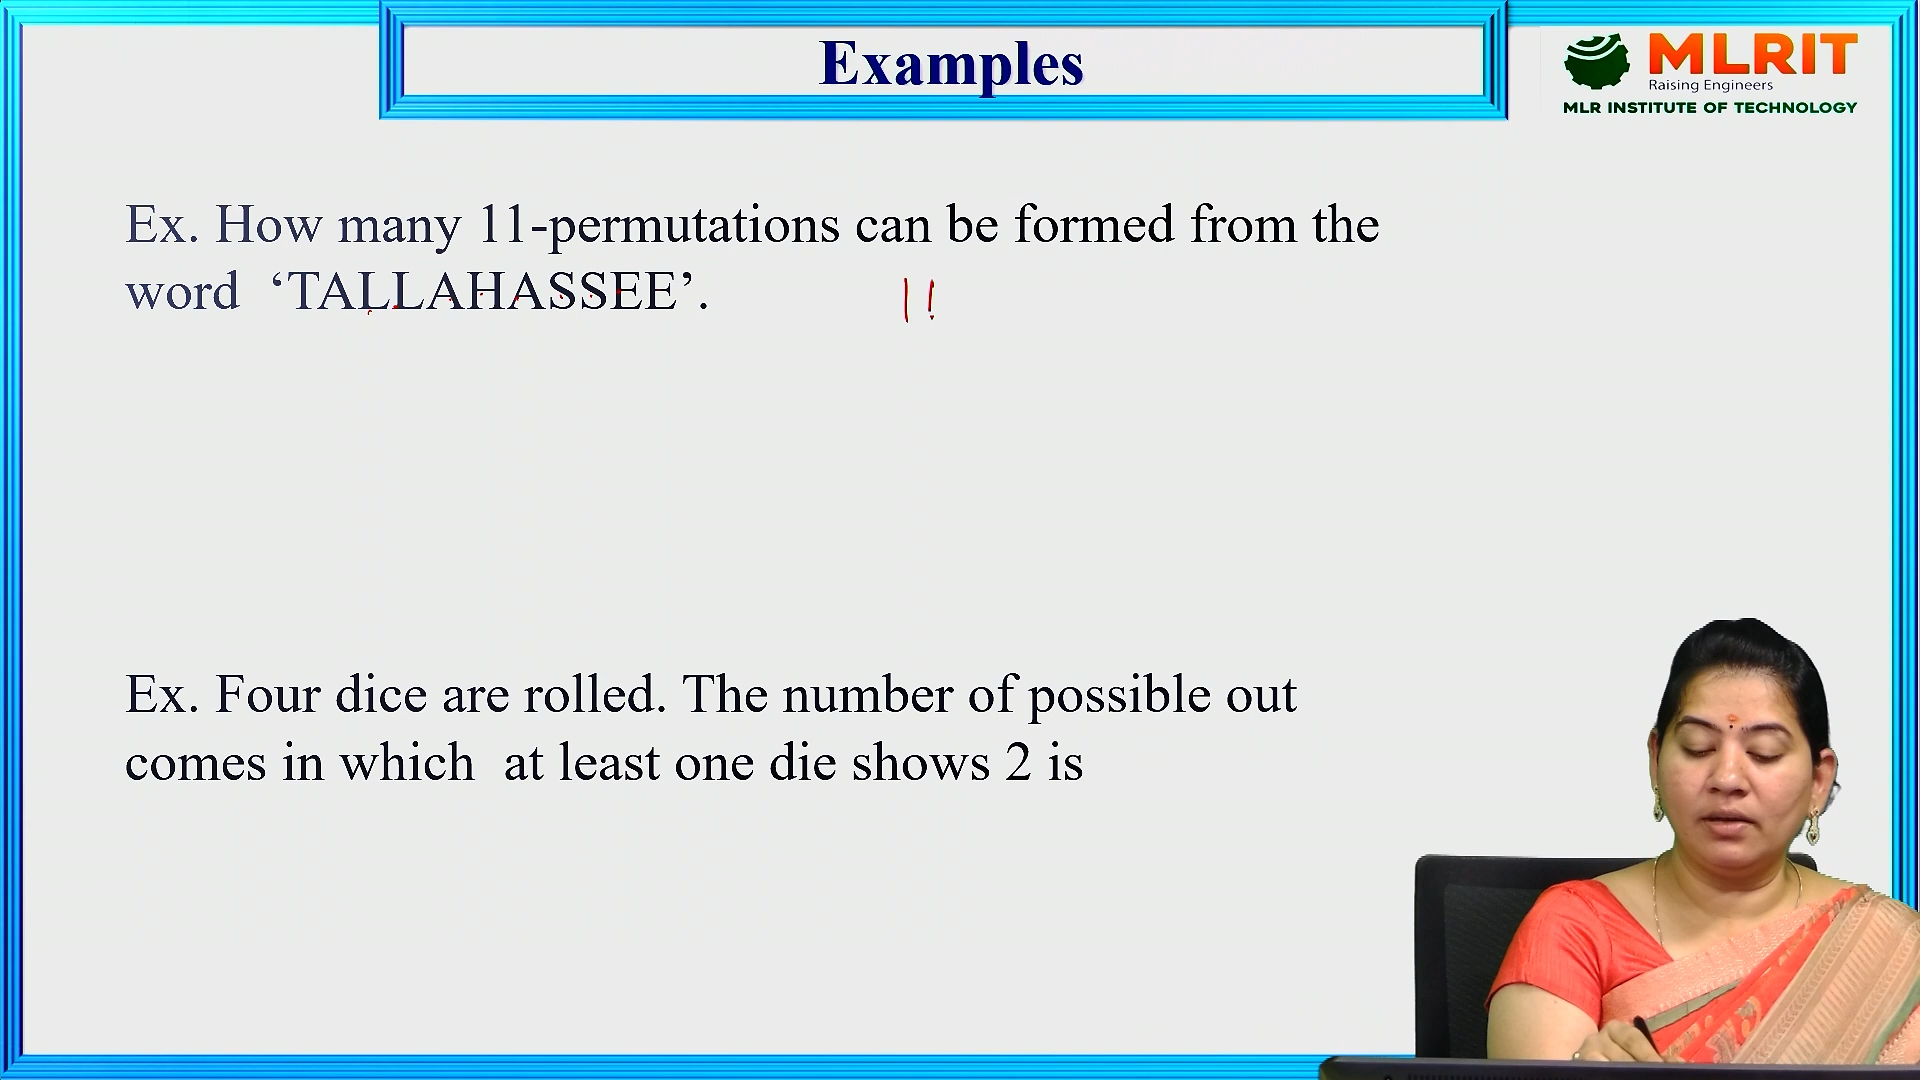 Examples
MLRIT
Raising Engineers
MLR INSTITUTE OF TECHNOLOGY
Ex. How many 11-permutations can be formed from the
word ‘TALLAHASSEE’.
Ex. Four dice are rolled. The number of possible out
comes in which at least one die shows 2 is